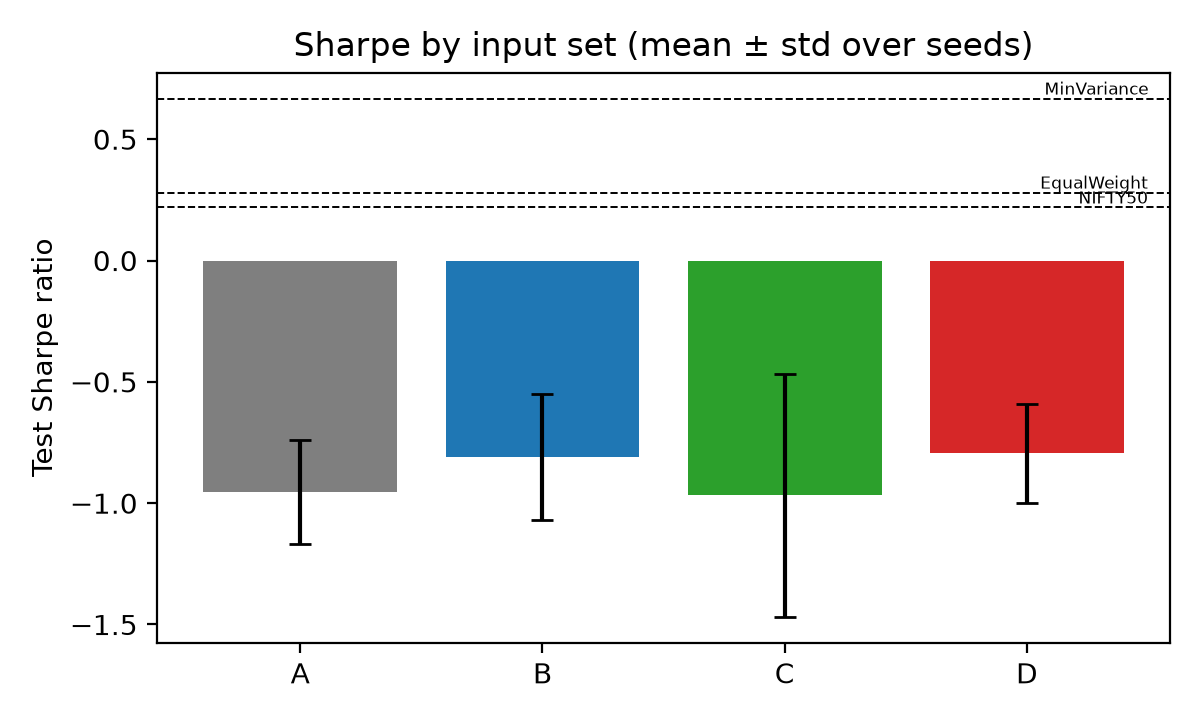 Sharpe by input set (mean ± std over seeds)
MinVariance
0.5
EqualWeight
NIFTY50
0.0
Test Sharpe ratio
−0.5
−1.0
−1.5
A B C D